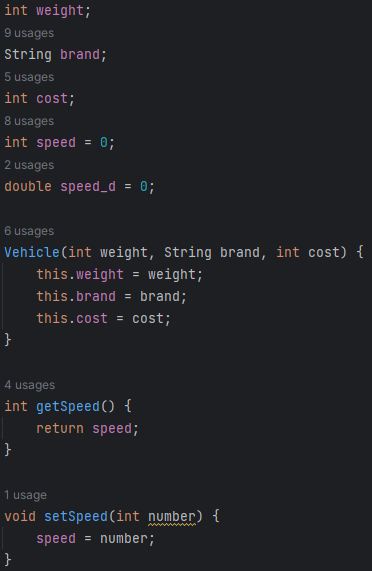 int weight;
9 usages
String brand;
5 usages
int cost;
8 usages
int speed = 0;
2 usages
double speed_d = 0;
6 usages
Vehicle(int weight, String brand, int cost) {
    this.weight = weight;
    this.brand = brand;
    this.cost = cost;
}
4 usages
int getSpeed() {
    return speed;
}
1 usage
void setSpeed(int number) {
    speed = number;
}